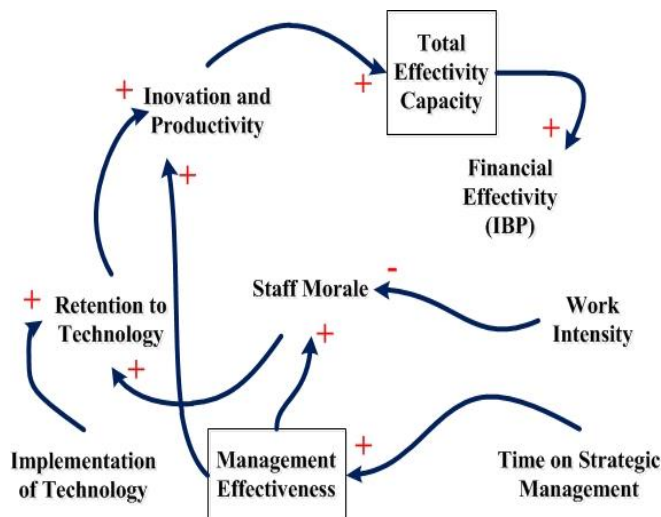 Total
Effectivity
Capacity
+
+
Inovation and
Productivity
+
+
Financial
Effectivity
(IBP)
-
Staff Morale
+
Retention to
Technology
+
+
Work
Intensity
+
Implementation
of Technology
Management
Effectiveness
Time on Strategic
Management